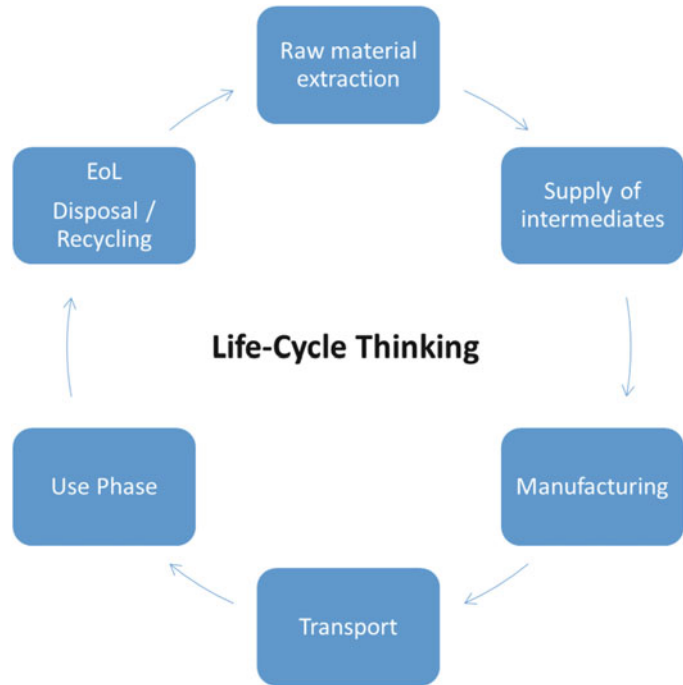 Raw material
extraction
Supply of
intermediates
Manufacturing
Transport
Use Phase
EoL
Disposal /
Recycling
Life-Cycle Thinking